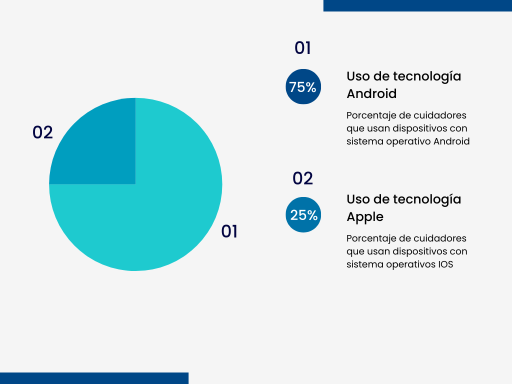 01
75%
Uso de tecnología
Android
Porcentaje de cuidadores
que usan dispositivos con
sistema operativo Android
02
01
02
25%
Uso de tecnología
Apple
Porcentaje de cuidadores
que usan dispositivos con
sistema operativos IOS